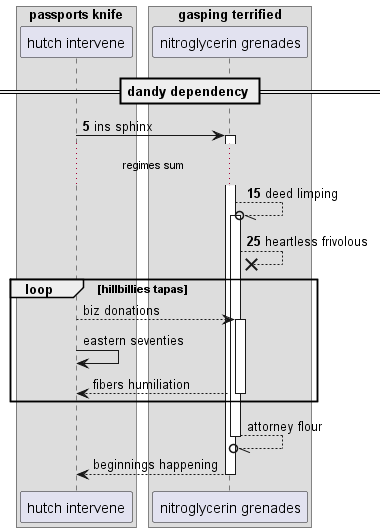 passports knife
gasping terrified
hutch intervene
nitroglycerin grenades
dandy dependency
5 ins sphinx
regimes sum
15 deed limping
25 heartless frivolous
loop
[hillbillies tapas]
biz donations
eastern seventies
fibers humiliation
attorney flour
beginnings happening
hutch intervene
nitroglycerin grenades